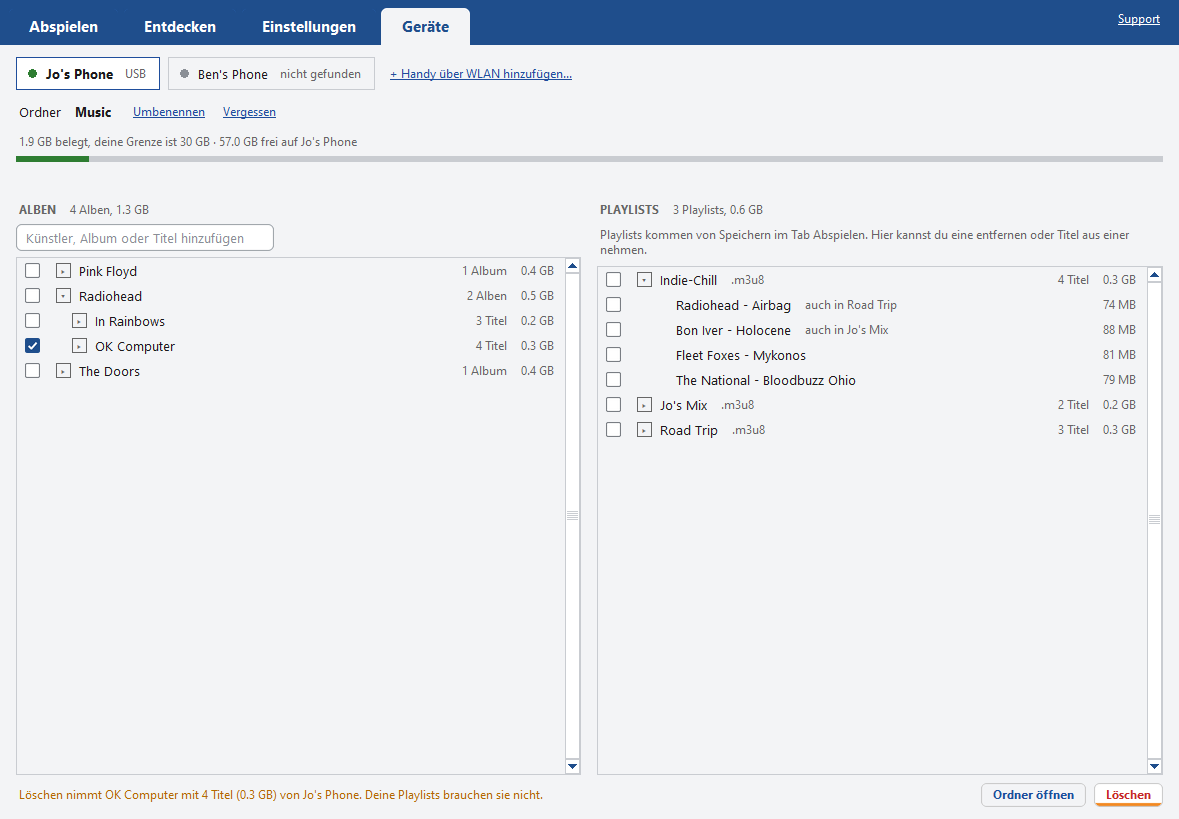 Abspielen Entdecken Einstellungen Geräte Support
Jo's Phone USB Ben's Phone nicht gefunden + Handy über WLAN hinzufügen...
Ordner Music Umbenennen Vergessen
1.9 GB belegt, deine Grenze ist 30 GB · 57.0 GB frei auf Jo's Phone
ALBEN 4 Alben, 1.3 GB
Künstler, Album oder Titel hinzufügen
Pink Floyd 1 Album 0.4 GB
Radiohead 2 Alben 0.5 GB
In Rainbows 3 Titel 0.2 GB
OK Computer 4 Titel 0.3 GB
The Doors 1 Album 0.4 GB
PLAYLISTS 3 Playlists, 0.6 GB
Playlists kommen von Speichern im Tab Abspielen. Hier kannst du eine entfernen oder Titel aus einer
nehmen.
Indie-Chill .m3u8 4 Titel 0.3 GB
Radiohead - Airbag auch in Road Trip 74 MB
Bon Iver - Holocene auch in Jo's Mix 88 MB
Fleet Foxes - Mykonos 81 MB
The National - Bloodbuzz Ohio 79 MB
Jo's Mix .m3u8 2 Titel 0.2 GB
Road Trip .m3u8 3 Titel 0.3 GB
Löschen nimmt OK Computer mit 4 Titel (0.3 GB) von Jo's Phone. Deine Playlists brauchen sie nicht.
Ordner öffnen Löschen